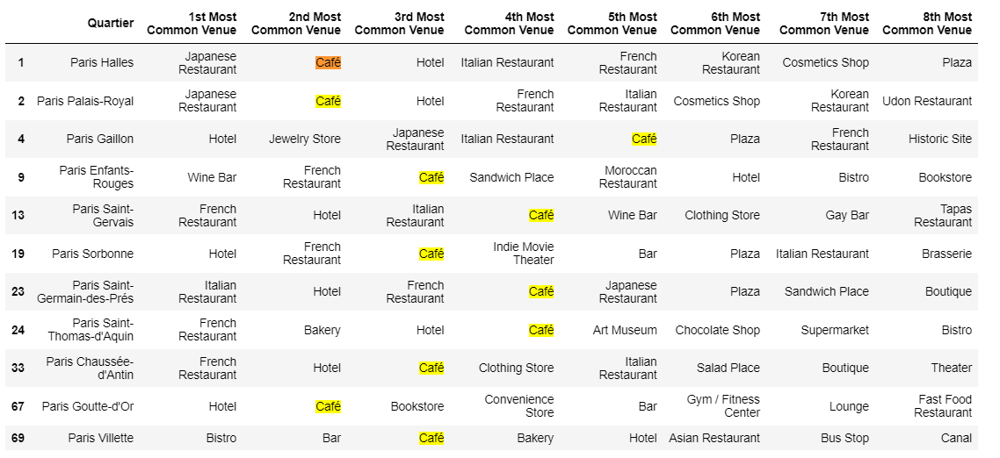 Quartier 1st Most Common Venue 2nd Most Common Venue 3rd Most Common Venue 4th Most Common Venue 5th Most Common Venue 6th Most Common Venue 7th Most Common Venue 8th Most Common Venue
1 Paris Halles Japanese Restaurant Café Hotel Italian Restaurant French Restaurant Korean Restaurant Cosmetics Shop Plaza
2 Paris Palais-Royal Japanese Restaurant Café Hotel French Restaurant Italian Restaurant Cosmetics Shop Korean Restaurant Udon Restaurant
4 Paris Gaillon Hotel Jewelry Store Japanese Restaurant Italian Restaurant Café Plaza French Restaurant Historic Site
9 Paris Enfants-Rouges Wine Bar French Restaurant Café Sandwich Place Moroccan Restaurant Hotel Bistro Bookstore
13 Paris Saint-Gervais French Restaurant Hotel Italian Restaurant Café Wine Bar Clothing Store Gay Bar Tapas Restaurant
19 Paris Sorbonne Hotel French Restaurant Café Indie Movie Theater Bar Plaza Italian Restaurant Brasserie
23 Paris Saint-Germain-des-Prés Italian Restaurant Hotel French Restaurant Café Japanese Restaurant Plaza Sandwich Place Boutique
24 Paris Saint-Thomas-d'Aquin French Restaurant Bakery Hotel Café Art Museum Chocolate Shop Supermarket Bistro
33 Paris Chaussée-d'Antin French Restaurant Hotel Café Clothing Store Italian Restaurant Salad Place Boutique Theater
67 Paris Goutte-d'Or Hotel Café Bookstore Convenience Store Bar Gym / Fitness Center Lounge Fast Food Restaurant
69 Paris Villette Bistro Bar Café Bakery Hotel Asian Restaurant Bus Stop Canal